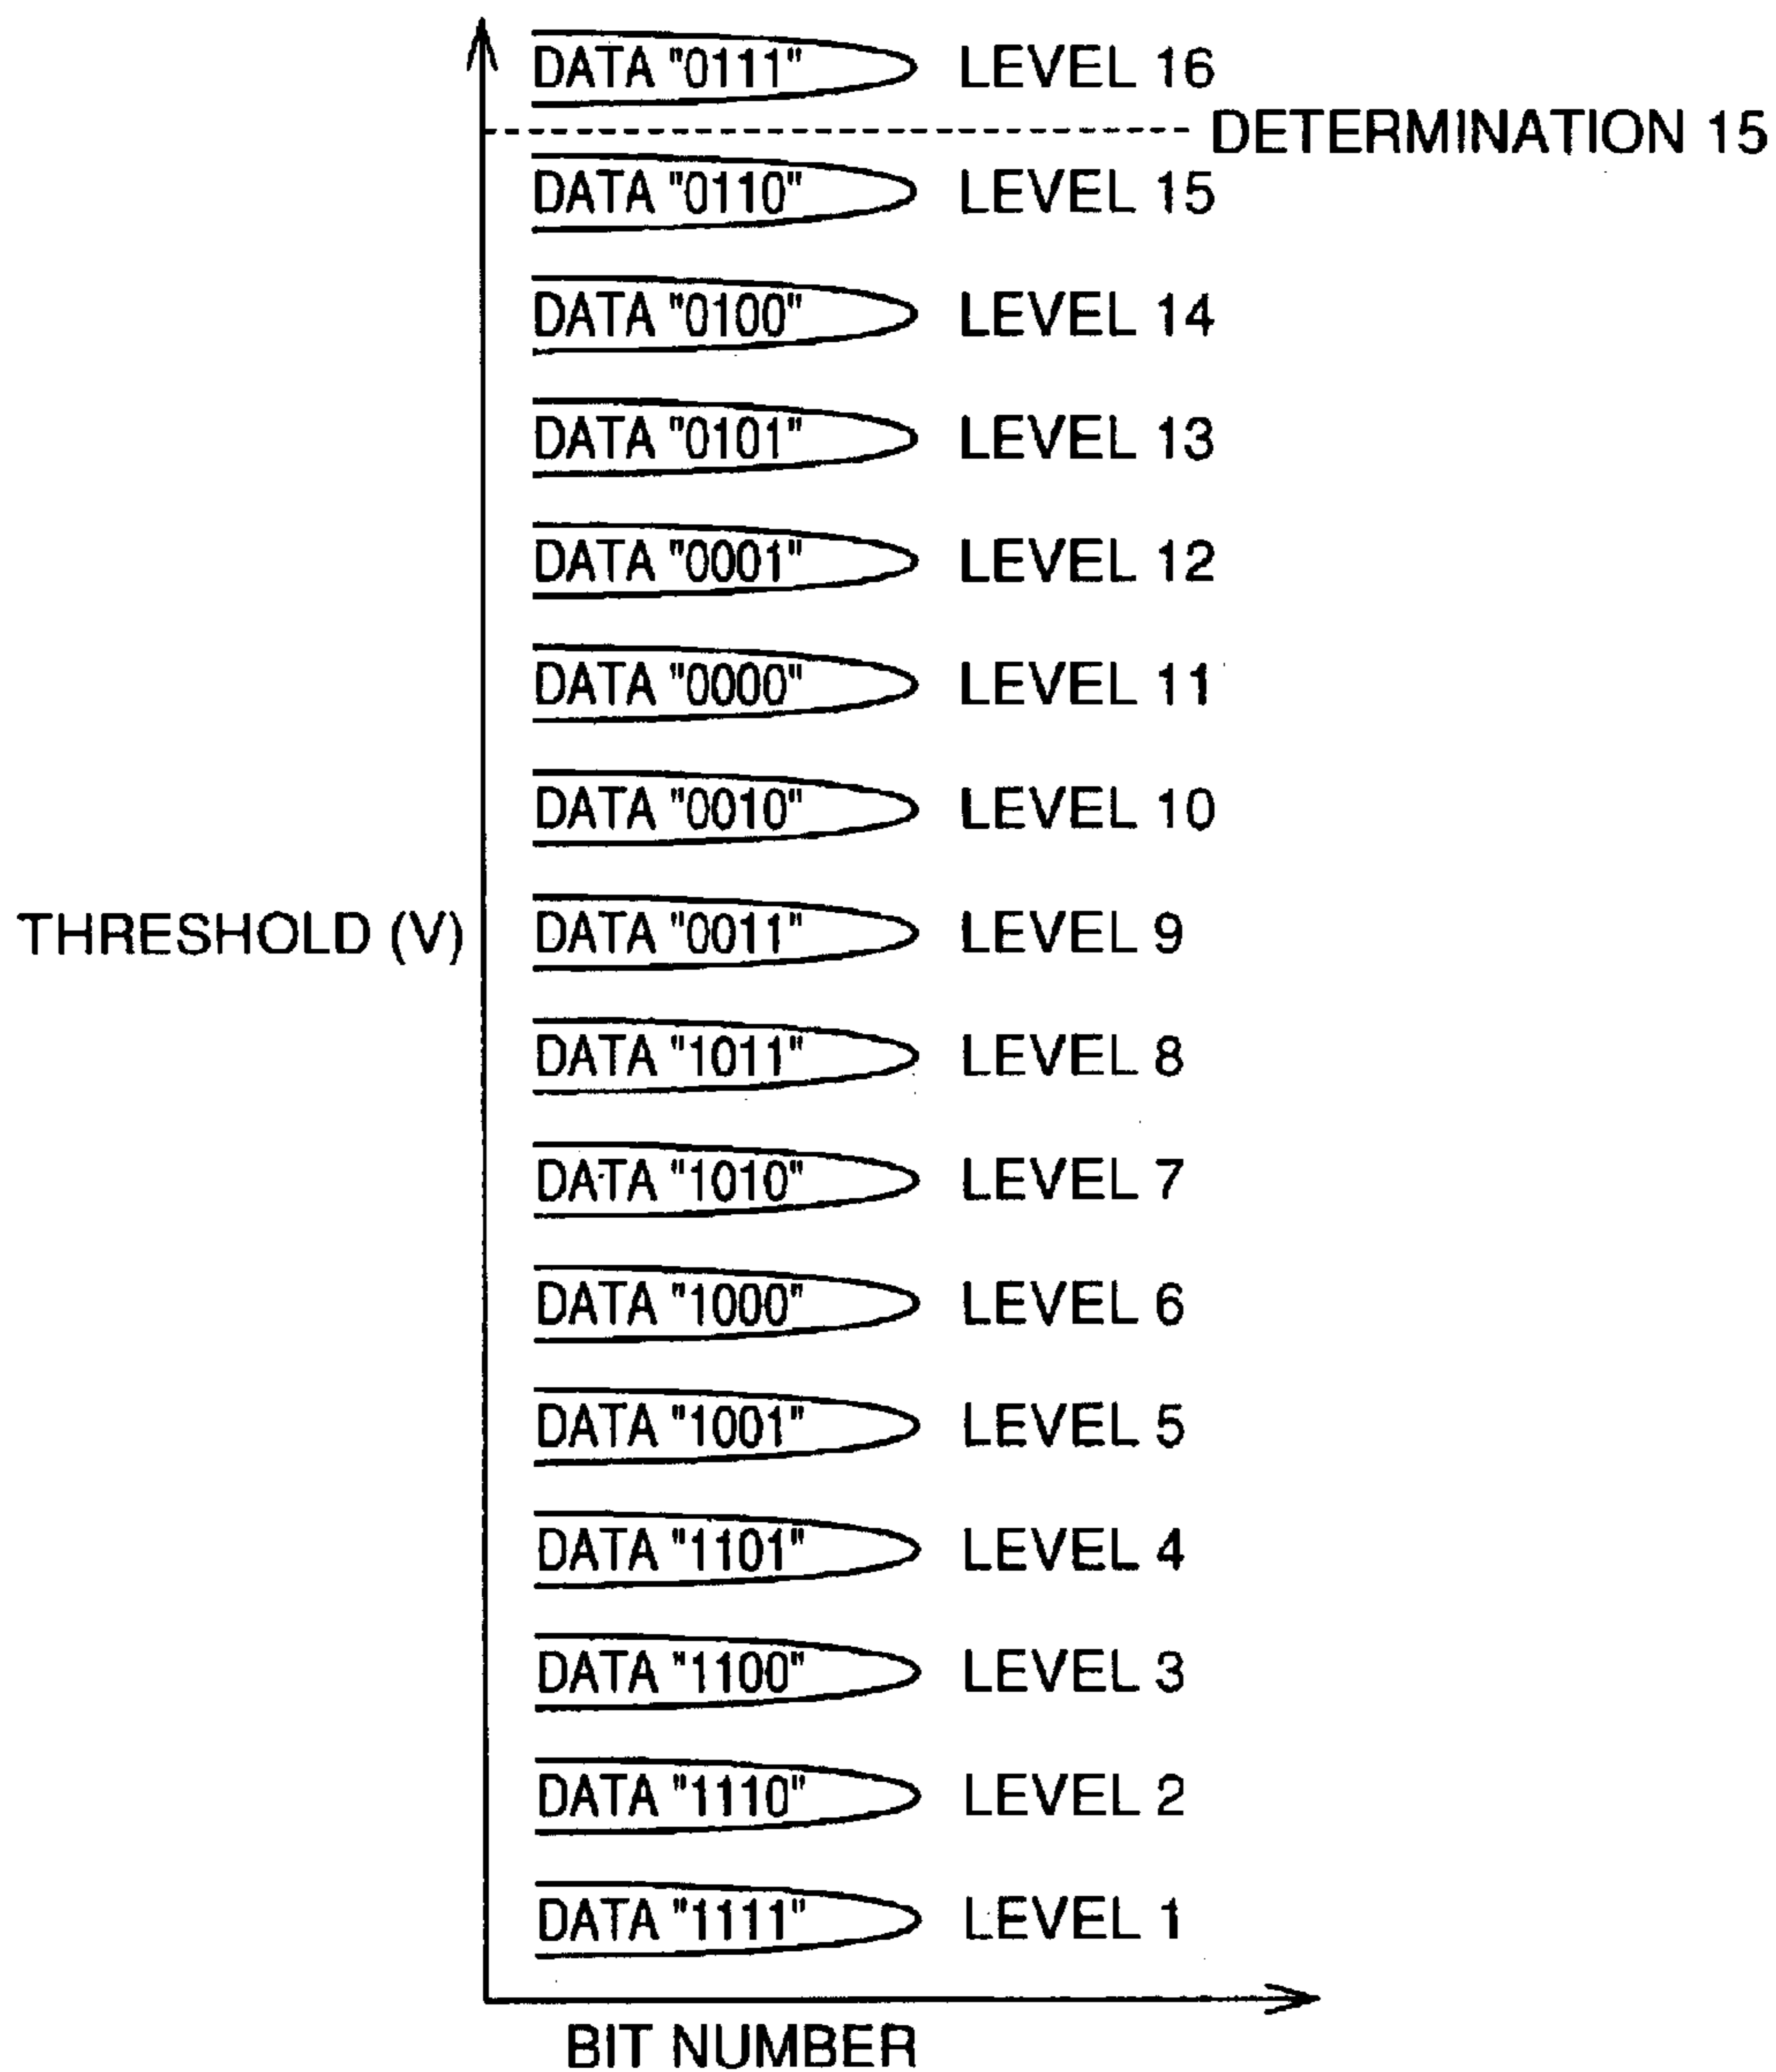 DATA "0111" LEVEL 16
DETERMINATION 15
DATA "0110" LEVEL 15
DATA "0100" LEVEL 14
DATA "0101" LEVEL 13
DATA "0001" LEVEL 12
DATA "0000" LEVEL 11
DATA "0010" LEVEL 10
THRESHOLD (V) DATA "0011" LEVEL 9
DATA "1011" LEVEL 8
DATA "1010" LEVEL 7
DATA "1000" LEVEL 6
DATA "1001" LEVEL 5
DATA "1101" LEVEL 4
DATA "1100" LEVEL 3
DATA "1110" LEVEL 2
DATA "1111" LEVEL 1
BIT NUMBER